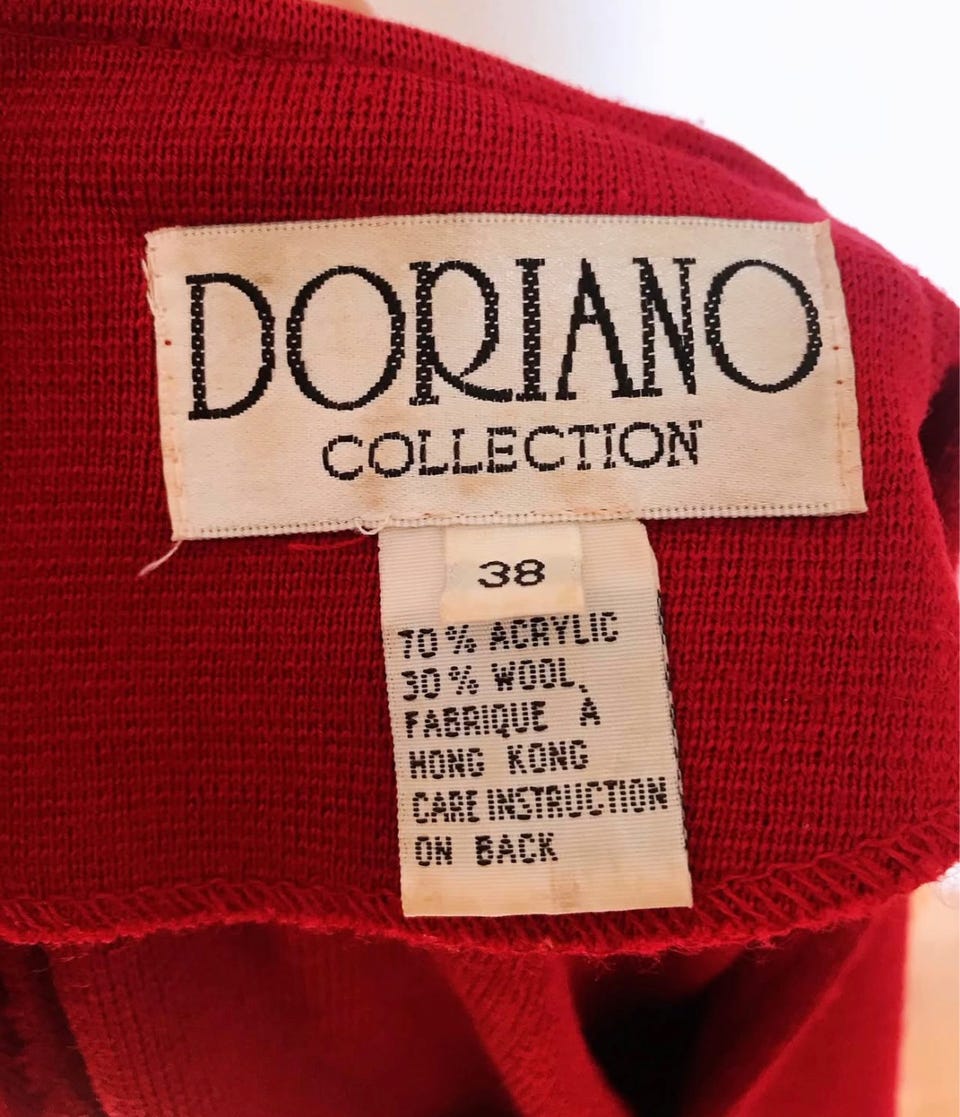 DORIANO
COLLECTION
38
70% ACRYLIC
30% WOOL
FABRIQUE À
HONG KONG
CARE INSTRUCTION
ON BACK